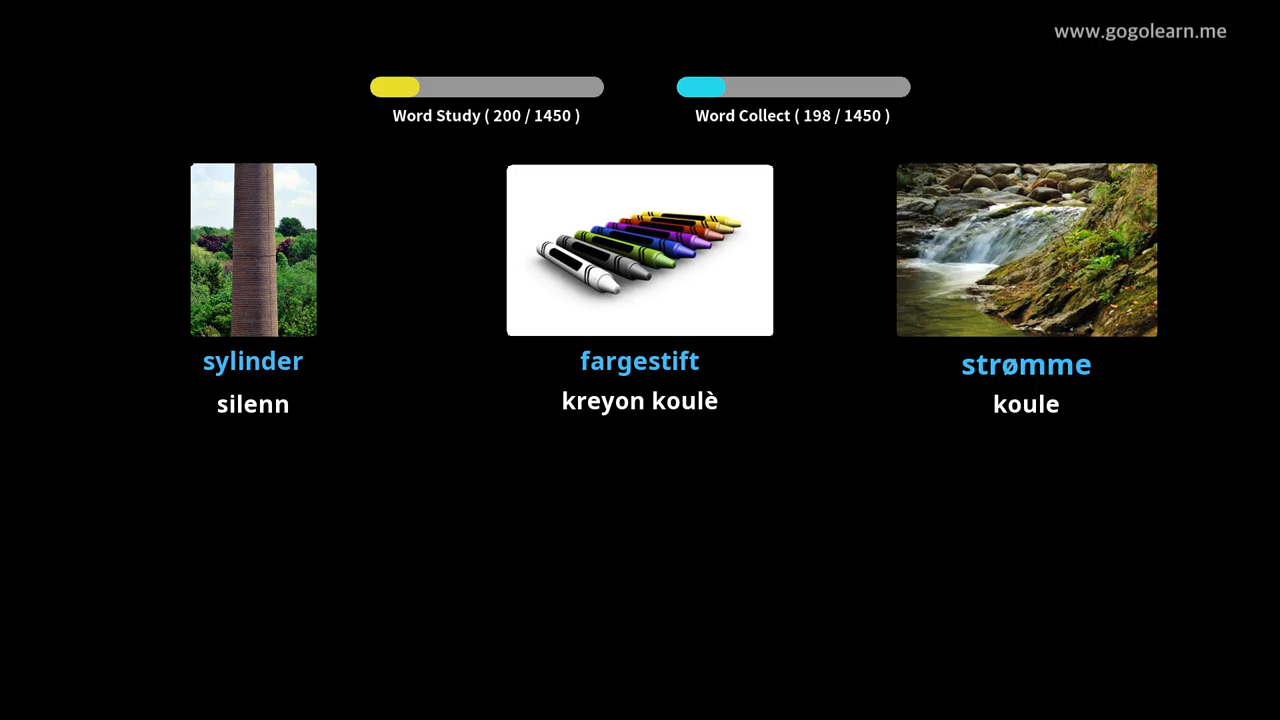 www.gogolearn.me
Word Study ( 200 / 1450 )
Word Collect ( 198 / 1450 )
sylinder
silenn
fargestift
kreyon koulè
strømme
koule